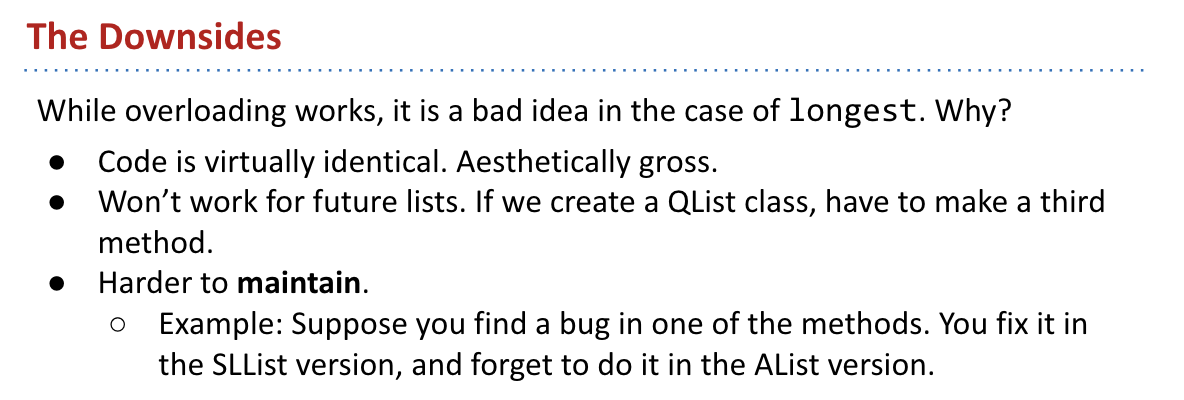 The Downsides
While overloading works, it is a bad idea in the case of longest. Why?
● Code is virtually identical. Aesthetically gross.
● Won’t work for future lists. If we create a QList class, have to make a third
method.
● Harder to maintain.
○ Example: Suppose you find a bug in one of the methods. You fix it in
the SLList version, and forget to do it in the AList version.